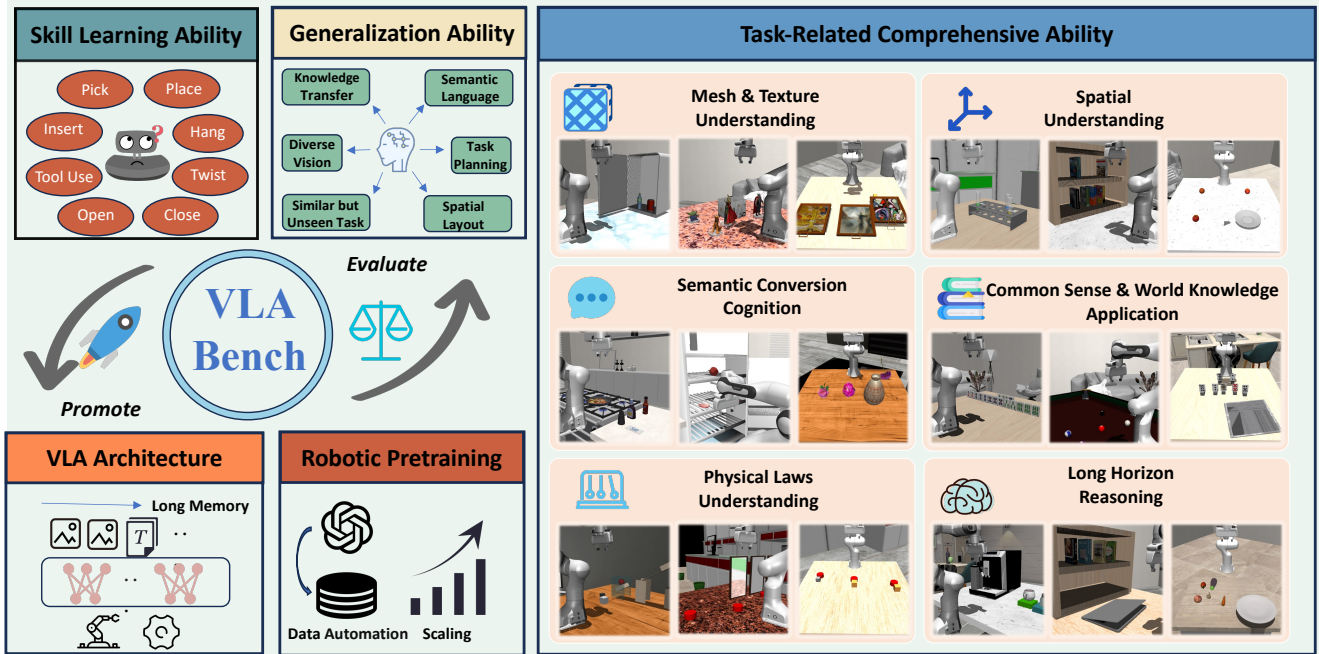 Skill Learning Ability
Pick
Place
Insert
Hang
Tool Use
Twist
Open
Close
?
Generalization Ability
Knowledge
Transfer
Semantic
Language
Diverse
Vision
Task
Planning
Similar but
Unseen Task
Spatial
Layout
Evaluate
VLA
Bench
Promote
VLA Architecture
Long Memory
T
Robotic Pretraining
Data Automation
Scaling
Task-Related Comprehensive Ability
Mesh & Texture
Understanding
Spatial
Understanding
Semantic Conversion
Cognition
Common Sense & World Knowledge
Application
Physical Laws
Understanding
Long Horizon
Reasoning